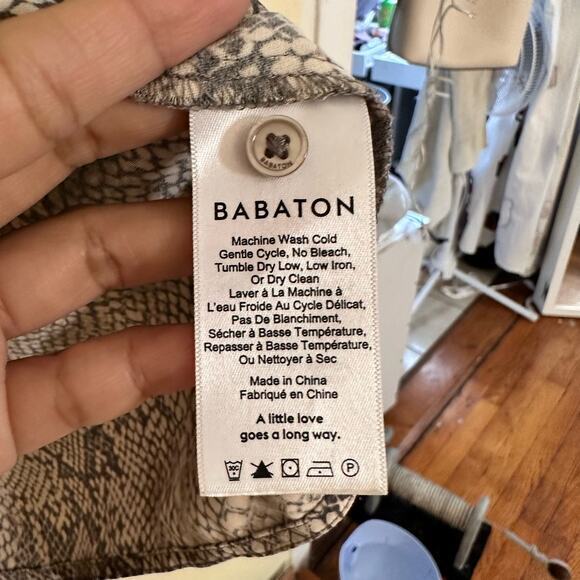 BABATON
BABATON
Machine Wash Cold
Gentle Cycle, No Bleach,
Tumble Dry Low, Low Iron,
Or Dry Clean
Laver à La Machine à
L'eau Froide Au Cycle Délicat,
Pas De Blanchiment,
Sécher à Basse Température,
Repasser à Basse Température,
Ou Nettoyer à Sec
Made in China
Fabriqué en Chine
A little love
goes a long way.
30C P